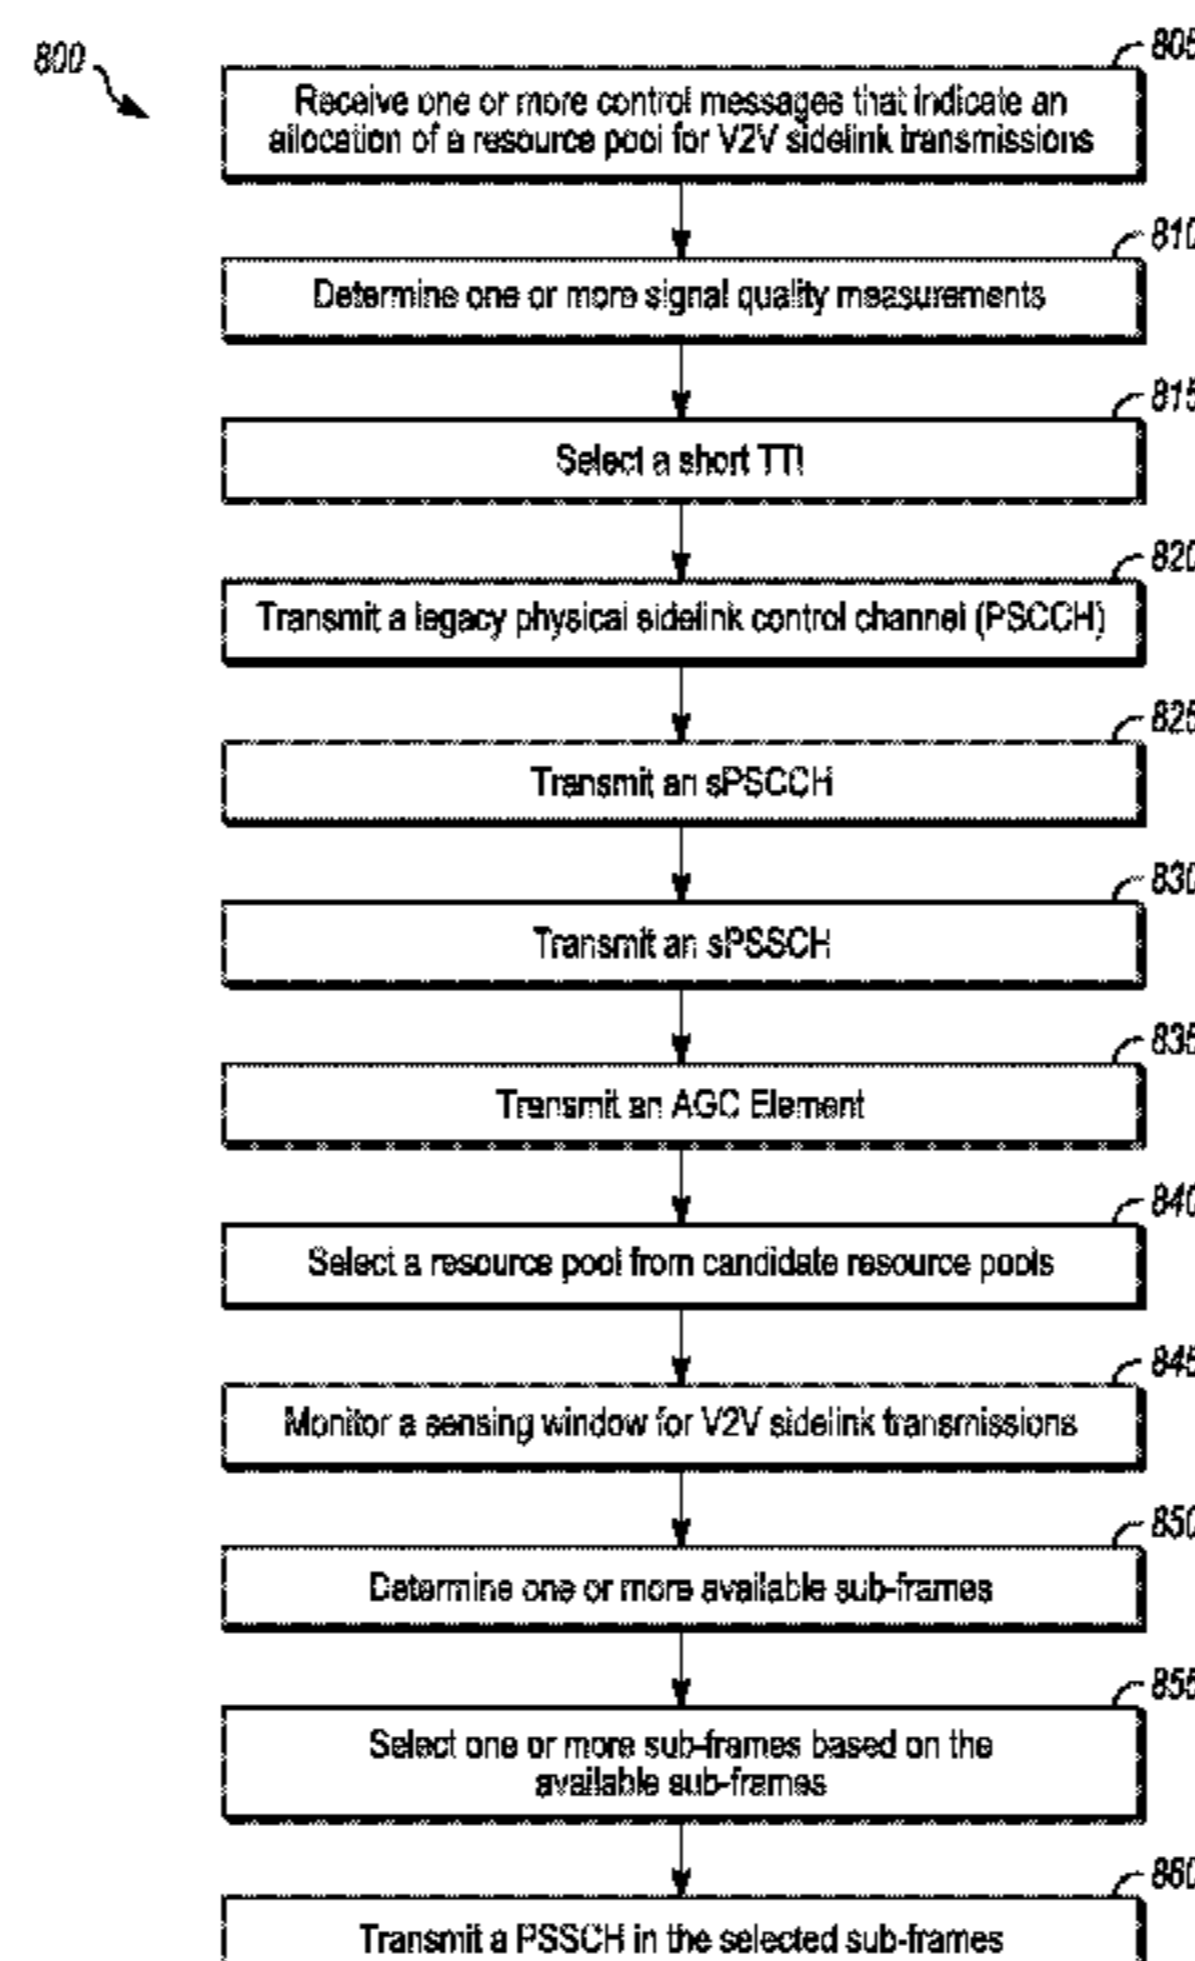 800
805
Receive one or more control messages that indicate an
allocation of a resource pool for V2V sidelink transmissions
810
Determine one or more signal quality measurements
815
Select a short TTI
820
Transmit a legacy physical sidelink control channel (PSCCH)
825
Transmit an sPSCCH
830
Transmit an sPSSCH
835
Transmit an AGC Element
840
Select a resource pool from candidate resource pools
845
Monitor a sensing window for V2V sidelink transmissions
850
Determine one or more available sub-frames
855
Select one or more sub-frames based on the
available sub-frames
860
Transmit a PSSCH in the selected sub-frames